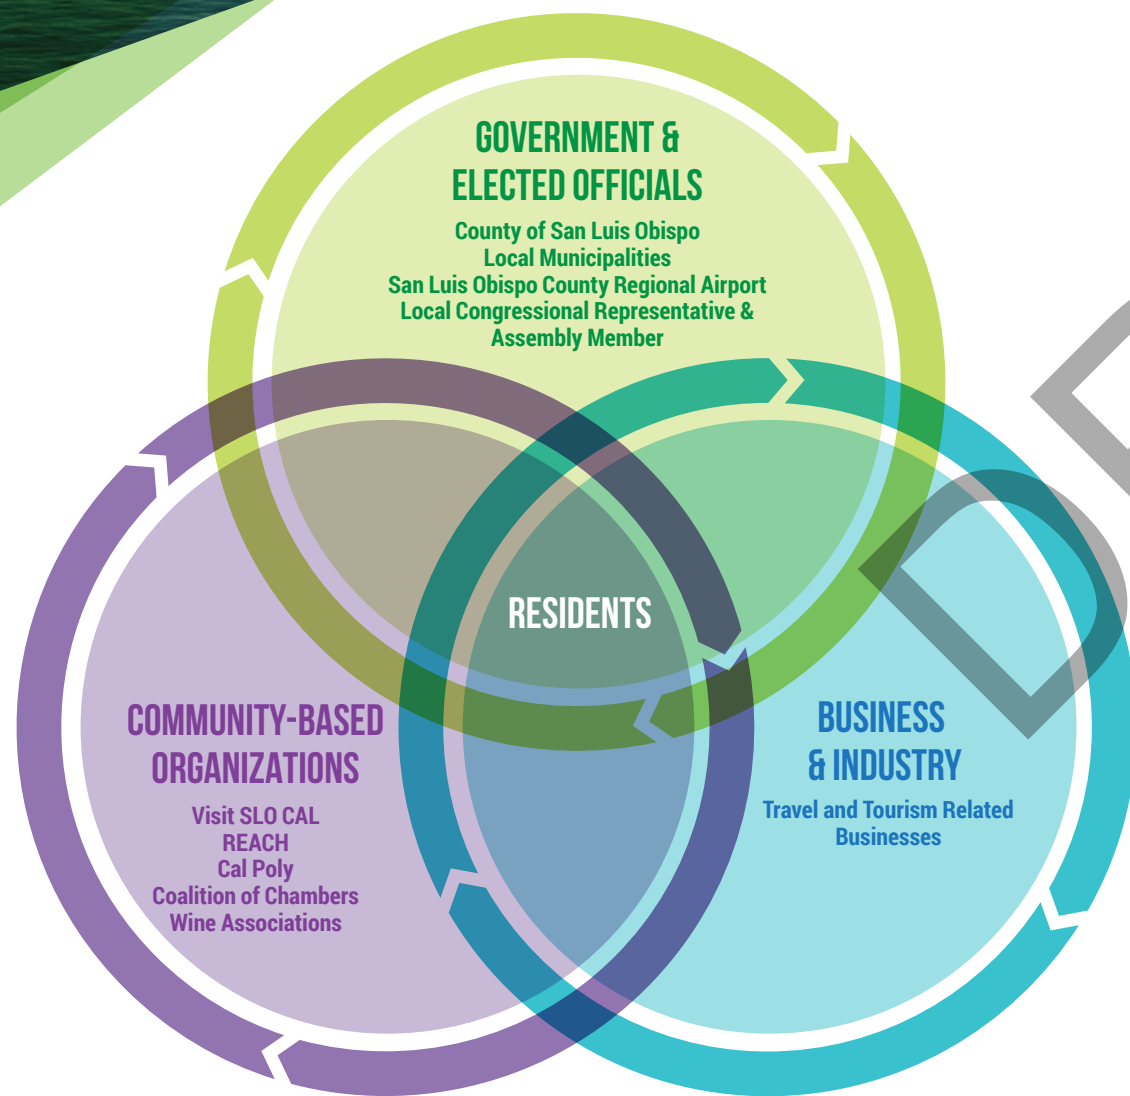 GOVERNMENT &
ELECTED OFFICIALS
County of San Luis Obispo
Local Municipalities
San Luis Obispo County Regional Airport
Local Congressional Representative &
Assembly Member
RESIDENTS
COMMUNITY-BASED
ORGANIZATIONS
Visit SLO CAL
REACH
Cal Poly
Coalition of Chambers
Wine Associations
BUSINESS
& INDUSTRY
Travel and Tourism Related
Businesses